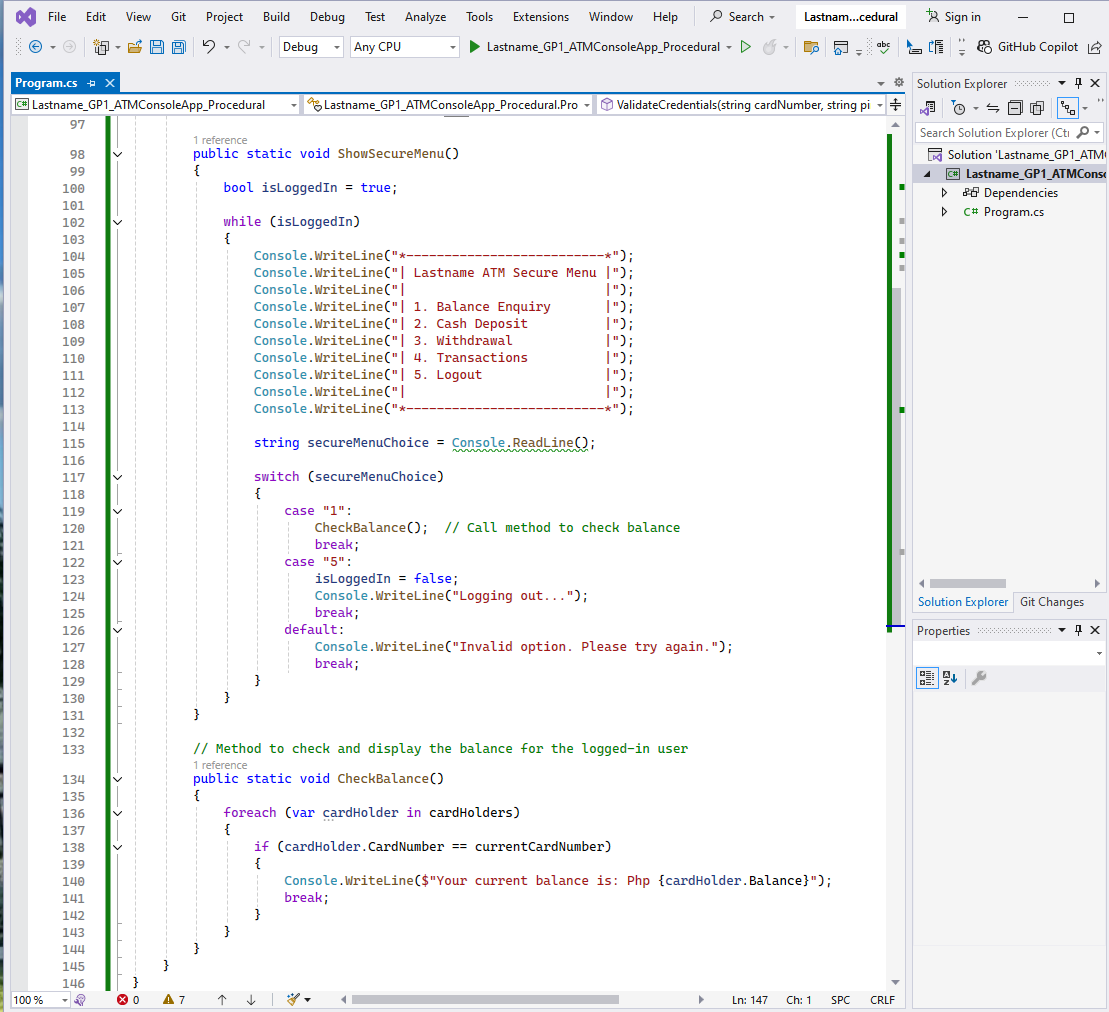 File Edit View Git Project Build Debug Test Analyze Tools Extensions Window Help Search Lastnam...cedural Sign in
Debug Any CPU Lastname_GP1_ATMConsoleApp_Procedural GitHub Copilot
Program.cs
Lastname_GP1_ATMConsoleApp_Procedural Lastname_GP1_ATMConsoleApp_Procedural.Pro ValidateCredentials(string cardNumber, string pi
97
1 reference
98 public static void ShowSecureMenu()
99 {
100 bool isLoggedIn = true;
101
102 while (isLoggedIn)
103 {
104 Console.WriteLine("*--------------------------*");
105 Console.WriteLine("| Lastname ATM Secure Menu |");
106 Console.WriteLine("|                          |");
107 Console.WriteLine("| 1. Balance Enquiry       |");
108 Console.WriteLine("| 2. Cash Deposit          |");
109 Console.WriteLine("| 3. Withdrawal            |");
110 Console.WriteLine("| 4. Transactions          |");
111 Console.WriteLine("| 5. Logout                |");
112 Console.WriteLine("|                          |");
113 Console.WriteLine("*--------------------------*");
114
115 string secureMenuChoice = Console.ReadLine();
116
117 switch (secureMenuChoice)
118 {
119 case "1":
120 CheckBalance();  // Call method to check balance
121 break;
122 case "5":
123 isLoggedIn = false;
124 Console.WriteLine("Logging out...");
125 break;
126 default:
127 Console.WriteLine("Invalid option. Please try again.");
128 break;
129 }
130 }
131 }
132
133 // Method to check and display the balance for the logged-in user
1 reference
134 public static void CheckBalance()
135 {
136 foreach (var cardHolder in cardHolders)
137 {
138 if (cardHolder.CardNumber == currentCardNumber)
139 {
140 Console.WriteLine($"Your current balance is: Php {cardHolder.Balance}");
141 break;
142 }
143 }
144 }
145 }
146 }
100 % 0 7 Ln: 147 Ch: 1 SPC CRLF
Solution Explorer
Search Solution Explorer (Ctr
Solution 'Lastname_GP1_ATM
Lastname_GP1_ATMConso
Dependencies
C# Program.cs
Solution Explorer Git Changes
Properties